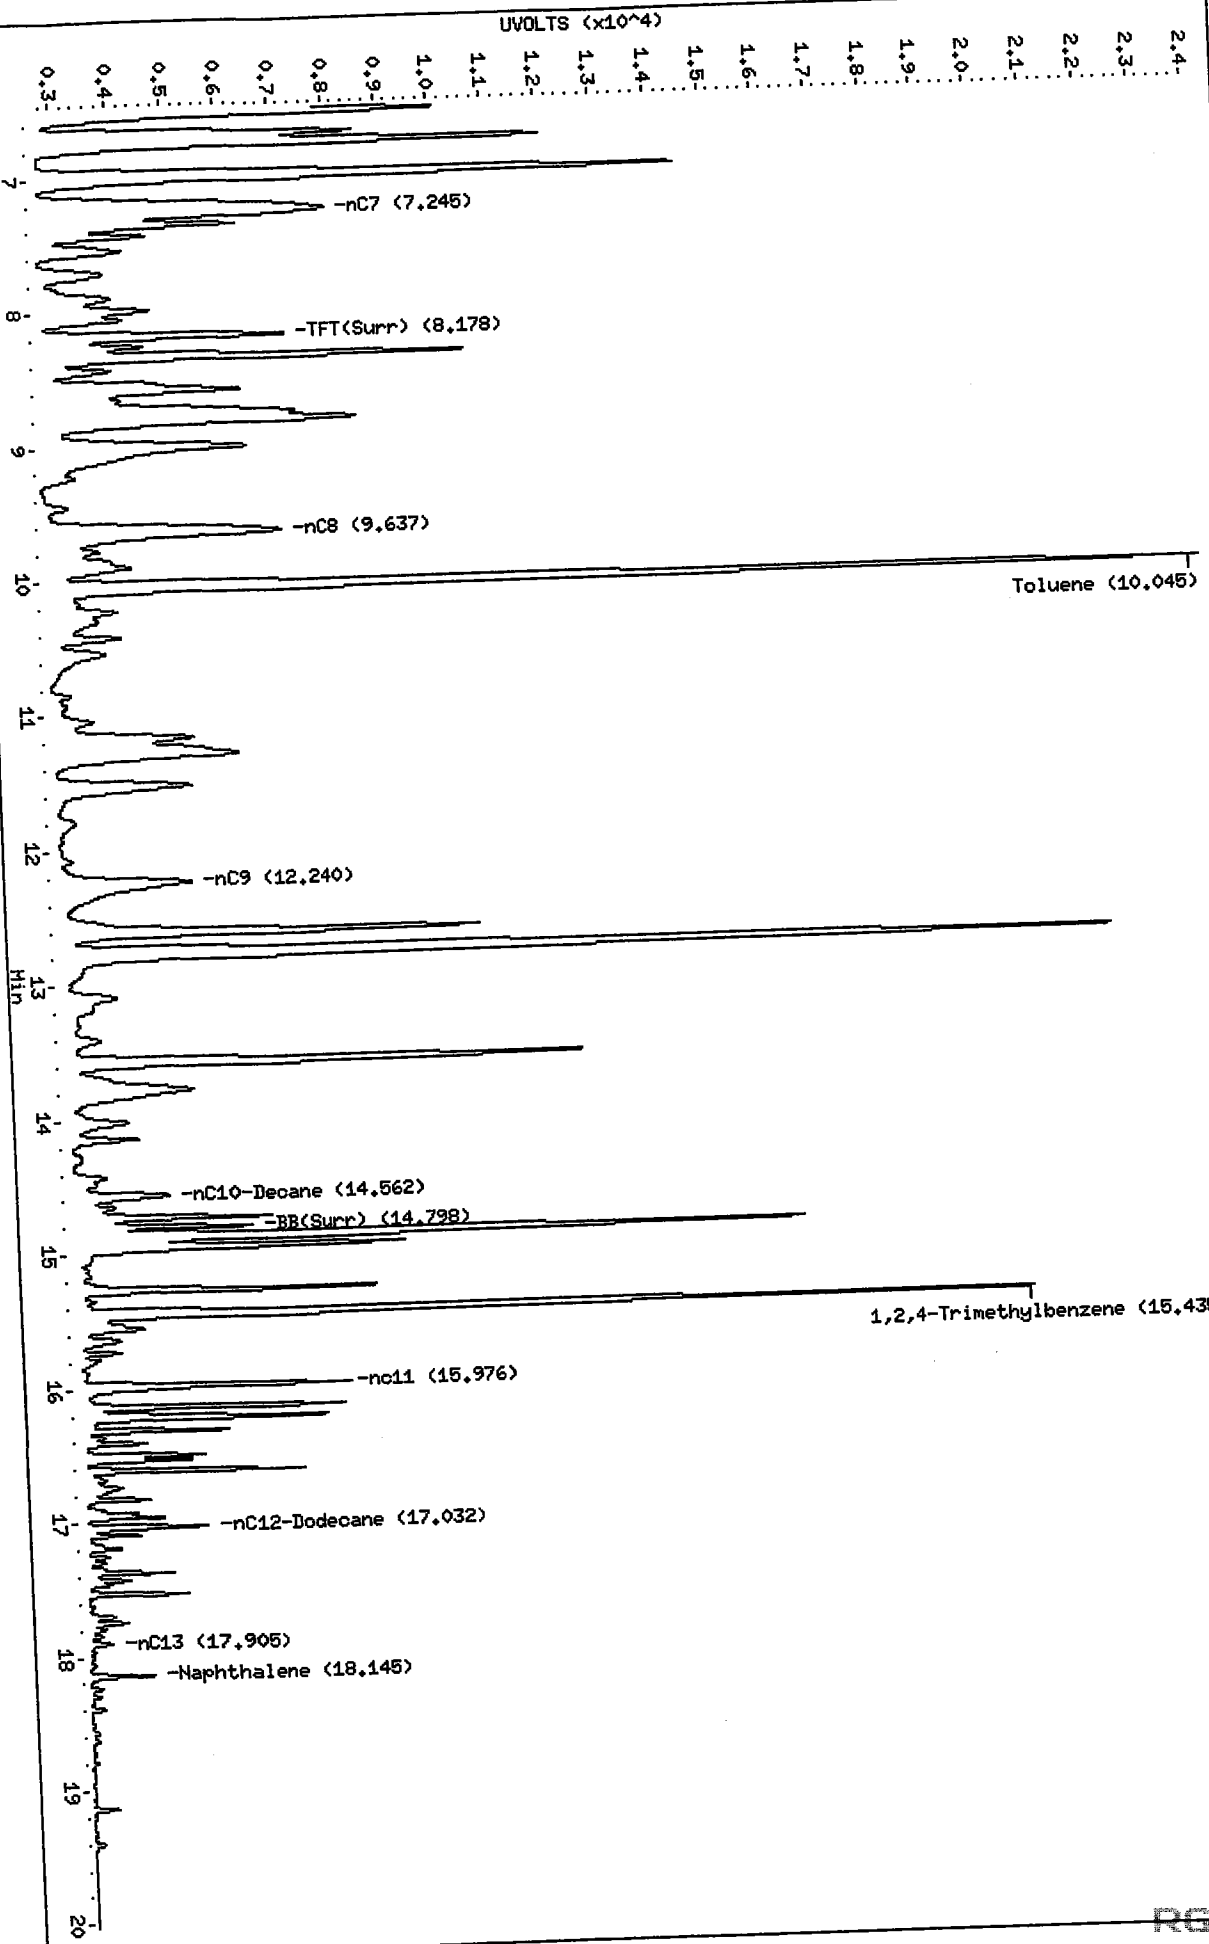 UVOLTS (x10^4)
0.3
0.4
0.5
0.6
0.7
0.8
0.9
1.0
1.1
1.2
1.3
1.4
1.5
1.6
1.7
1.8
1.9
2.0
2.1
2.2
2.3
2.4
7
-nC7 (7.245)
8
-TFT(Surr) (8.178)
9
-nC8 (9.637)
10
Toluene (10.045)
11
12
-nC9 (12.240)
13
Min
14
-nC10-Decane (14.562)
-BB(Surr) (14.798)
15
1,2,4-Trimethylbenzene (15.43
16
-nc11 (15.976)
17
-nC12-Dodecane (17.032)
-nC13 (17.905)
18
-Naphthalene (18.145)
19
20
RG